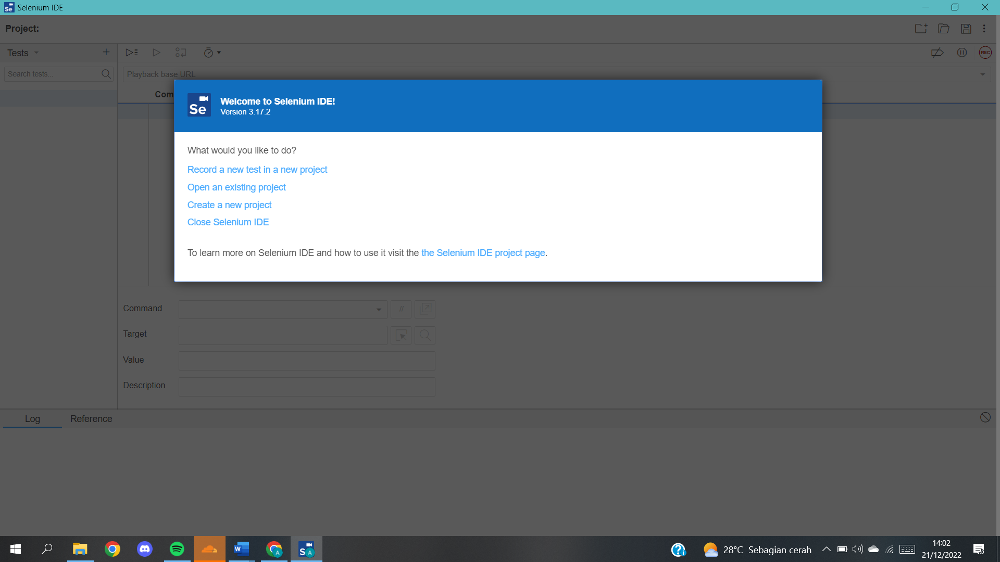 Selenium IDE
Project:
Tests
REC
Search tests...
Playback base URL
Com
Se
Welcome to Selenium IDE!
Version 3.17.2
What would you like to do?
Record a new test in a new project
Open an existing project
Create a new project
Close Selenium IDE
To learn more on Selenium IDE and how to use it visit the the Selenium IDE project page.
Command
//
Target
Value
Description
Log
Reference
28°C Sebagian cerah
14:02
21/12/2022